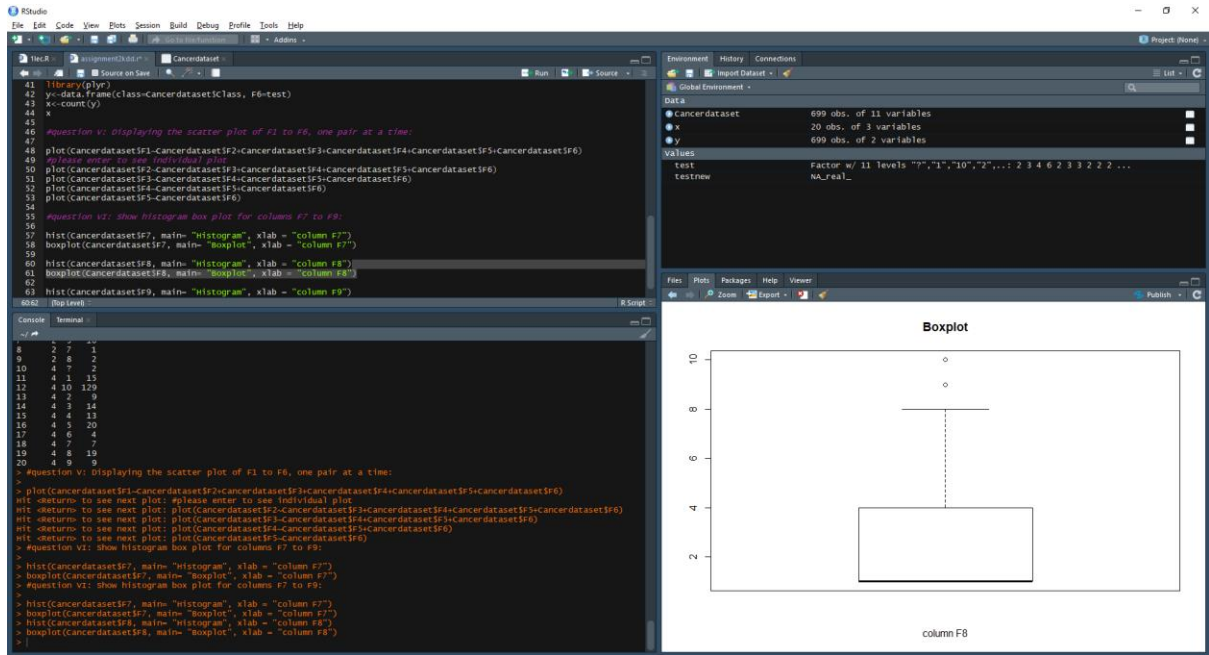 RStudio
File Edit Code View Plots Session Build Debug Profile Tools Help
Go to file/function Addins
Project: (None)
1lec.R assignment2kdd.r* Cancerdataset
Source on Save Run Source
41 library(plyr)
42 y<-data.frame(class=Cancerdataset$Class, F6=test)
43 x<-count(y)
44 x
45
46 #question V: Displaying the scatter plot of F1 to F6, one pair at a time:
47
48 plot(Cancerdataset$F1~Cancerdataset$F2+Cancerdataset$F3+Cancerdataset$F4+Cancerdataset$F5+Cancerdataset$F6)
49 #please enter to see individual plot
50 plot(Cancerdataset$F2~Cancerdataset$F3+Cancerdataset$F4+Cancerdataset$F5+Cancerdataset$F6)
51 plot(Cancerdataset$F3~Cancerdataset$F4+Cancerdataset$F5+Cancerdataset$F6)
52 plot(Cancerdataset$F4~Cancerdataset$F5+Cancerdataset$F6)
53 plot(Cancerdataset$F5~Cancerdataset$F6)
54
55 #question VI: Show histogram box plot for columns F7 to F9:
56
57 hist(Cancerdataset$F7, main= "Histogram", xlab = "column F7")
58 boxplot(Cancerdataset$F7, main= "Boxplot", xlab = "column F7")
59
60 hist(Cancerdataset$F8, main= "Histogram", xlab = "column F8")
61 boxplot(Cancerdataset$F8, main= "Boxplot", xlab = "column F8")
62
63 hist(Cancerdataset$F9, main= "Histogram", xlab = "column F9")
60:62 (Top Level) R Script
Console Terminal
~/
8 2 7 1
9 2 8 2
10 4 ? 2
11 4 1 15
12 4 10 129
13 4 2 9
14 4 3 14
15 4 4 13
16 4 5 20
17 4 6 4
18 4 7 7
19 4 8 19
20 4 9 9
> #question V: Displaying the scatter plot of F1 to F6, one pair at a time:
>
> plot(Cancerdataset$F1~Cancerdataset$F2+Cancerdataset$F3+Cancerdataset$F4+Cancerdataset$F5+Cancerdataset$F6)
Hit <Return> to see next plot: #please enter to see individual plot
Hit <Return> to see next plot: plot(Cancerdataset$F2~Cancerdataset$F3+Cancerdataset$F4+Cancerdataset$F5+Cancerdataset$F6)
Hit <Return> to see next plot: plot(Cancerdataset$F3~Cancerdataset$F4+Cancerdataset$F5+Cancerdataset$F6)
Hit <Return> to see next plot: plot(Cancerdataset$F4~Cancerdataset$F5+Cancerdataset$F6)
Hit <Return> to see next plot: plot(Cancerdataset$F5~Cancerdataset$F6)
> #question VI: Show histogram box plot for columns F7 to F9:
>
> hist(Cancerdataset$F7, main= "Histogram", xlab = "column F7")
> boxplot(Cancerdataset$F7, main= "Boxplot", xlab = "column F7")
> #question VI: Show histogram box plot for columns F7 to F9:
>
> hist(Cancerdataset$F7, main= "Histogram", xlab = "column F7")
> boxplot(Cancerdataset$F7, main= "Boxplot", xlab = "column F7")
> hist(Cancerdataset$F8, main= "Histogram", xlab = "column F8")
> boxplot(Cancerdataset$F8, main= "Boxplot", xlab = "column F8")
>
Environment History Connections
Import Dataset List
Global Environment
Data
Cancerdataset 699 obs. of 11 variables
x 20 obs. of 3 variables
y 699 obs. of 2 variables
Values
test Factor w/ 11 levels "?","1","10","2",..: 2 3 4 6 2 3 3 2 2 2 ...
testnew NA_real_
Files Plots Packages Help Viewer
Zoom Export Publish
Boxplot
10
8
6
4
2
column F8